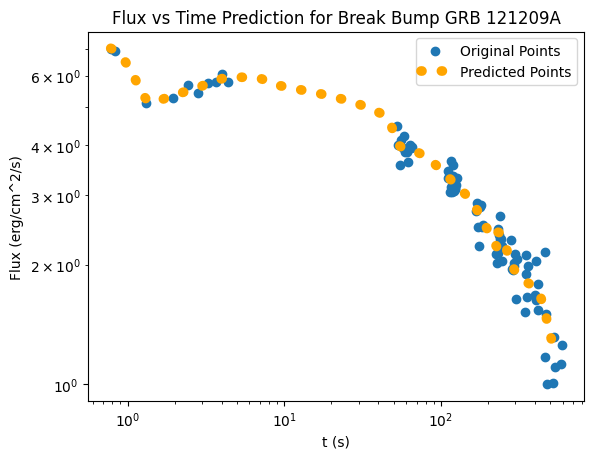 Flux vs Time Prediction for Break Bump GRB 121209A
Original Points
Predicted Points
Flux (erg/cm^2/s)
6 × 10⁰
4 × 10⁰
3 × 10⁰
2 × 10⁰
10⁰
10⁰ 10¹ 10²
t (s)